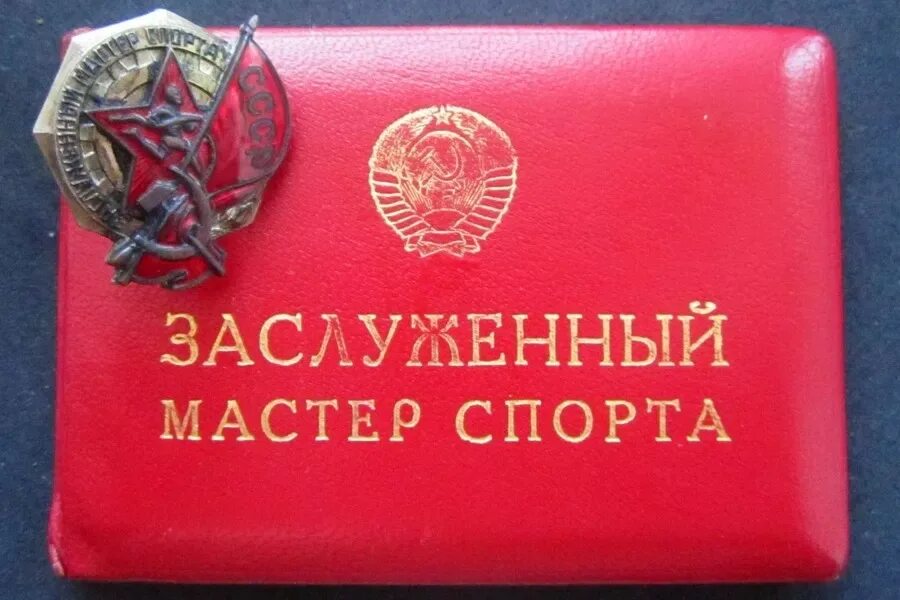 ЗАСЛУЖЕННЫЙ МАСТЕР СПОРТА
СССР
ЗАСЛУЖЕННЫЙ
МАСТЕР СПОРТА